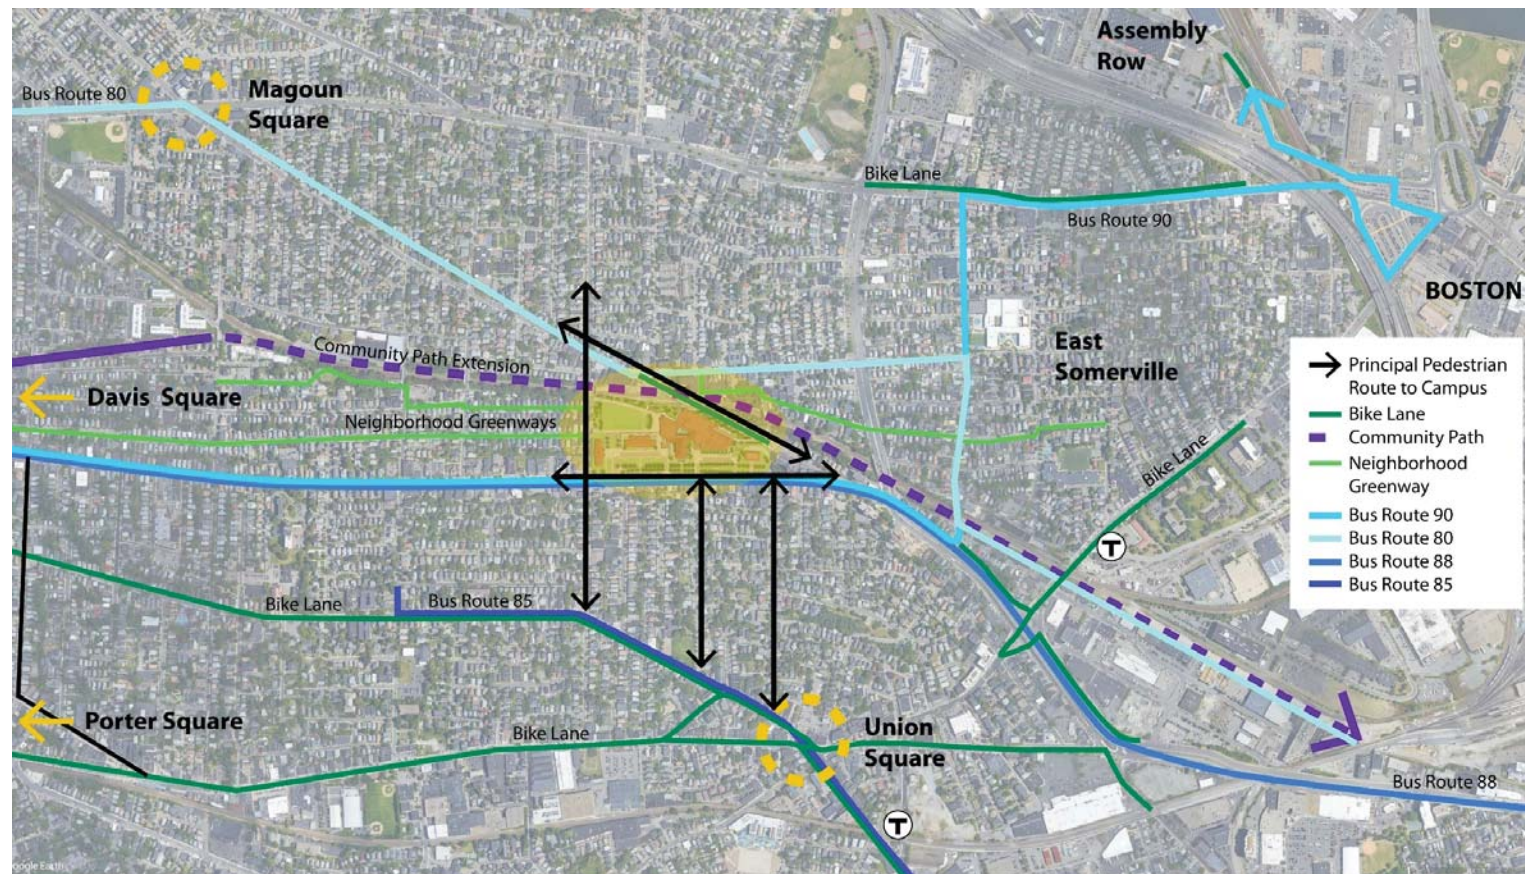 Assembly
Row
Bus Route 80
Magoun
Square
Bike Lane
Bus Route 90
BOSTON
Community Path Extension
East
Somerville
Davis Square
Neighborhood Greenways
Bike Lane
T
Bike Lane
Bus Route 85
Porter Square
Bike Lane
Union
Square
Bus Route 88
T
Principal Pedestrian
Route to Campus
Bike Lane
Community Path
Neighborhood
Greenway
Bus Route 90
Bus Route 80
Bus Route 88
Bus Route 85
Google Earth